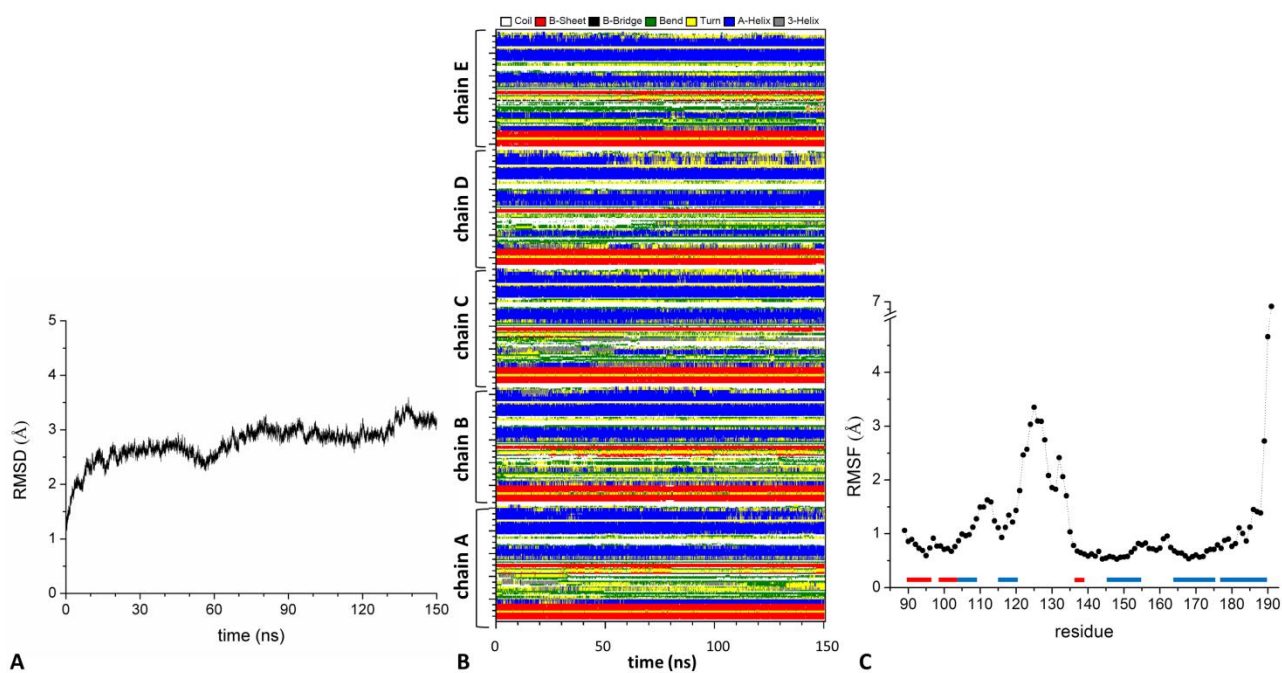 Coil B-Sheet B-Bridge Bend Turn A-Helix 3-Helix
chain E
chain D
chain C
chain B
chain A
5
4
3
2
1
0
RMSD (Å)
0 30 60 90 120 150
time (ns)
A
0 50 100 150
time (ns)
B
7
4
3
2
1
0
RMSF (Å)
90 100 110 120 130 140 150 160 170 180 190
residue
C